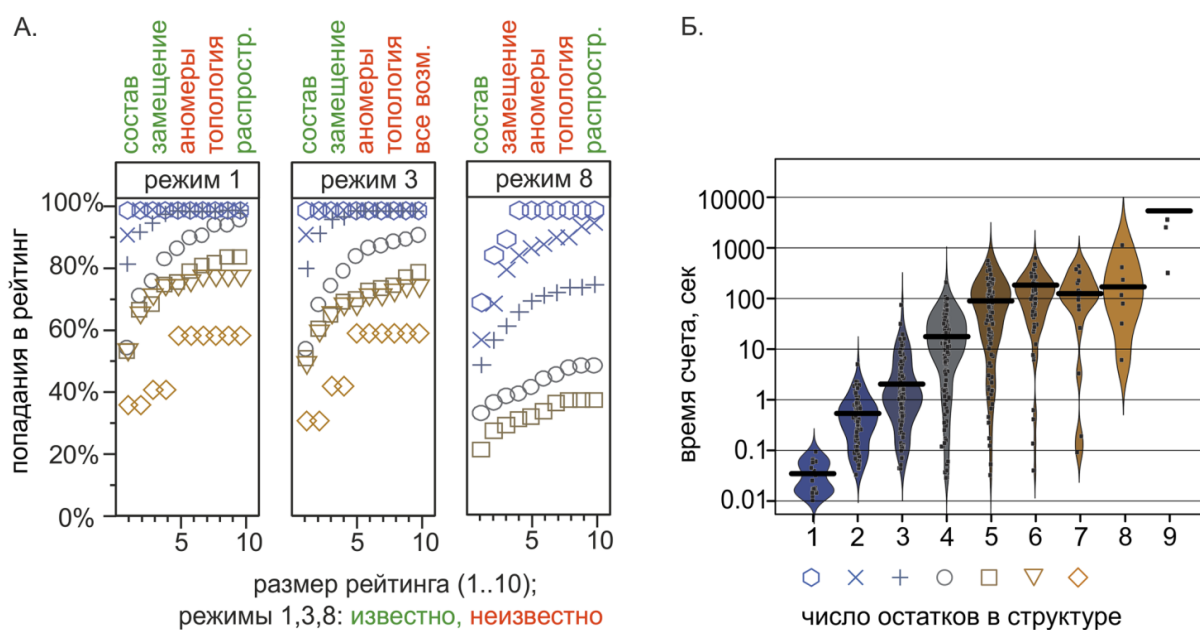 А.
состав
замещение
аномеры
топология
распростр.
состав
замещение
аномеры
топология
все возм.
состав
замещение
аномеры
топология
распростр.
режим 1
режим 3
режим 8
попадания в рейтинг
100%
80%
60%
40%
20%
0%
5 10 5 10 5 10
размер рейтинга (1..10);
режимы 1,3,8: известно, неизвестно
Б.
время счета, сек
10000
1000
100
10
1
0.1
0.01
1 2 3 4 5 6 7 8 9
число остатков в структуре